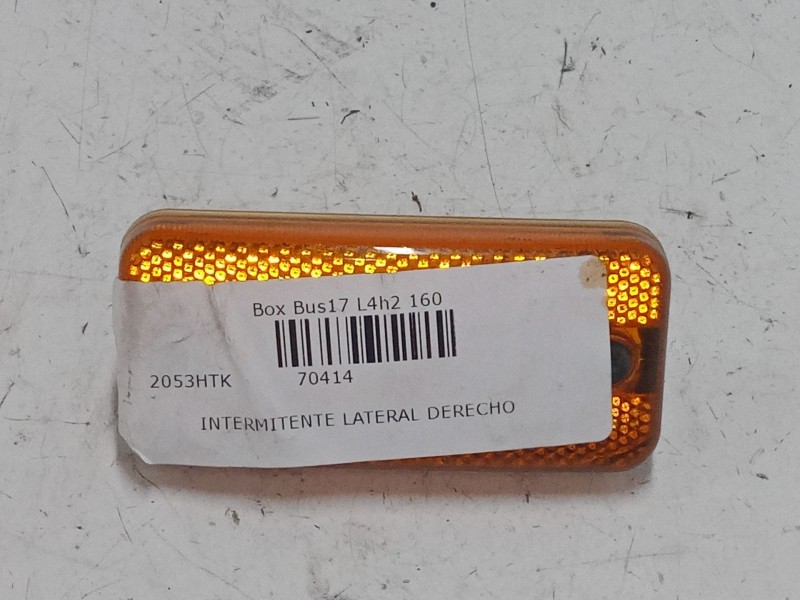 Box Bus17 L4h2 160
2053HTK 70414
INTERMITENTE LATERAL DERECHO